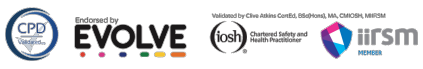 CPD
Validated
Endorsed by
EVOLVE
Validated by Clive Atkins CertEd, BSc(Hons), MA, CMIOSH, MIIRSM
iosh
Chartered Safety and
Health Practitioner
iirsm
MEMBER